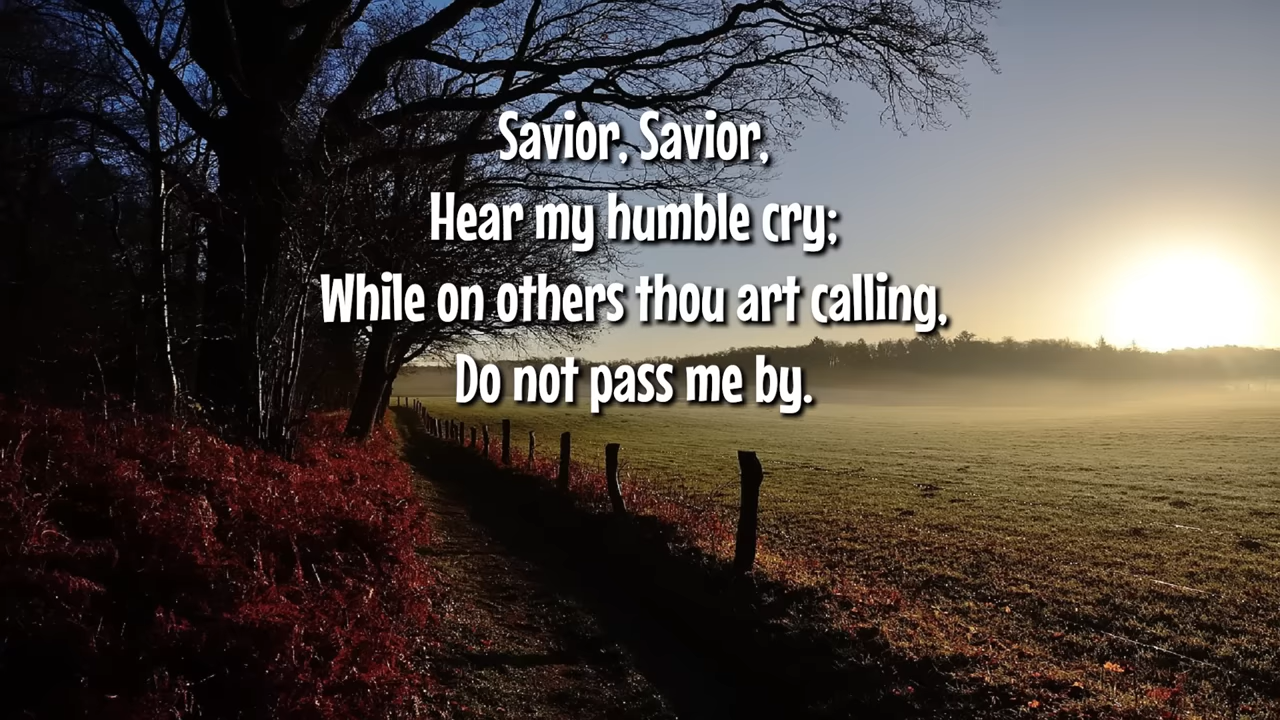 Savior, Savior,
Hear my humble cry;
While on others thou art calling,
Do not pass me by.